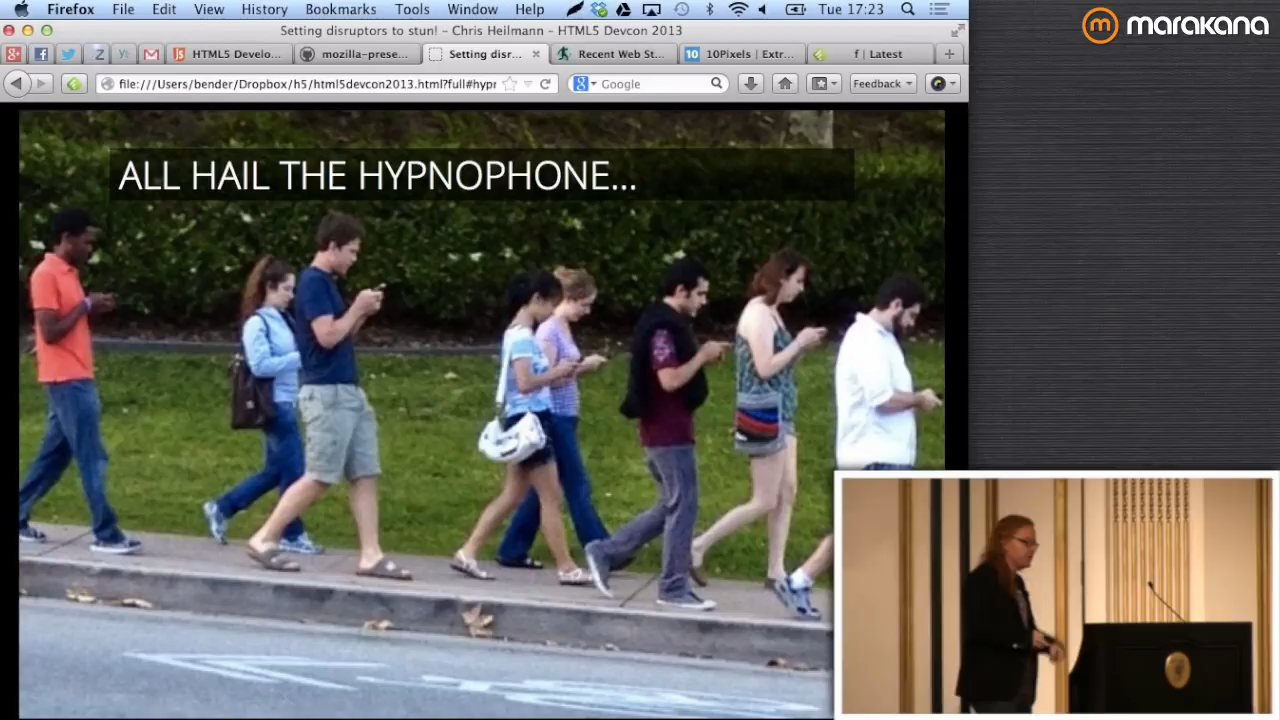 Firefox File Edit View History Bookmarks Tools Window Help Tue 17:23
marakana
Setting disruptors to stun! - Chris Heilmann - HTML5 Devcon 2013
HTML5 Develo... mozilla-prese... Setting disr... Recent Web St... 10Pixels | Extr... f | Latest
file:///Users/bender/Dropbox/h5/html5devcon2013.html?full#hypn Google Feedback
ALL HAIL THE HYPNOPHONE...